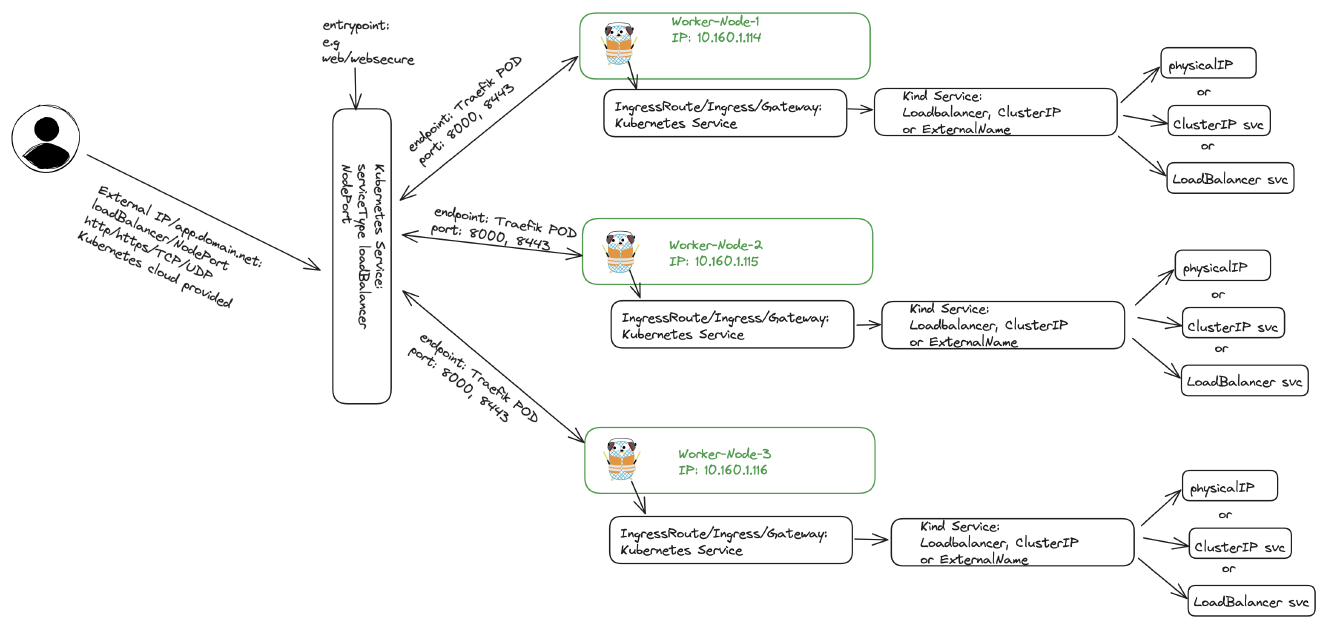 entrypoint:
e.g
web/websecure
External IP/app.domain.net:
loadBalancer/NodePort
http/https/TCP/UDP
Kubernetes cloud provided
Kubernetes Service:
serviceType loadBalancer
NodePort
endpoint: Traefik POD
port: 8000, 8443
Worker-Node-1
IP: 10.160.1.114
IngressRoute/Ingress/Gateway:
Kubernetes Service
Kind Service:
Loadbalancer, ClusterIP
or ExternalName
physicalIP
or
ClusterIP svc
or
LoadBalancer svc
endpoint: Traefik POD
port: 8000, 8443
Worker-Node-2
IP: 10.160.1.115
IngressRoute/Ingress/Gateway:
Kubernetes Service
Kind Service:
Loadbalancer, ClusterIP
or ExternalName
physicalIP
or
ClusterIP svc
or
LoadBalancer svc
endpoint: Traefik POD
port: 8000, 8443
Worker-Node-3
IP: 10.160.1.116
IngressRoute/Ingress/Gateway:
Kubernetes Service
Kind Service:
Loadbalancer, ClusterIP
or ExternalName
physicalIP
or
ClusterIP svc
or
LoadBalancer svc